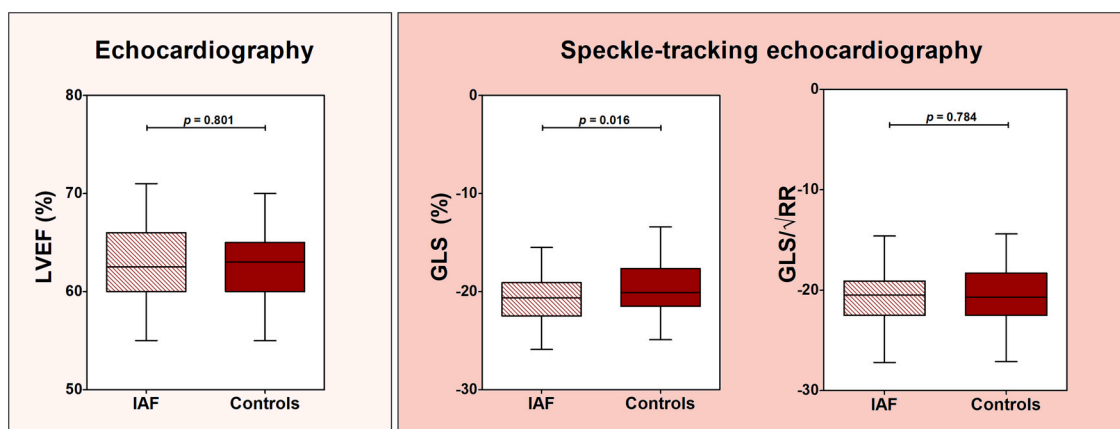 Echocardiography
80
70
60
50
LVEF (%)
p = 0.801
IAF
Controls
Speckle-tracking echocardiography
0
-10
-20
-30
GLS (%)
p = 0.016
IAF
Controls
0
-10
-20
-30
GLS/√RR
p = 0.784
IAF
Controls